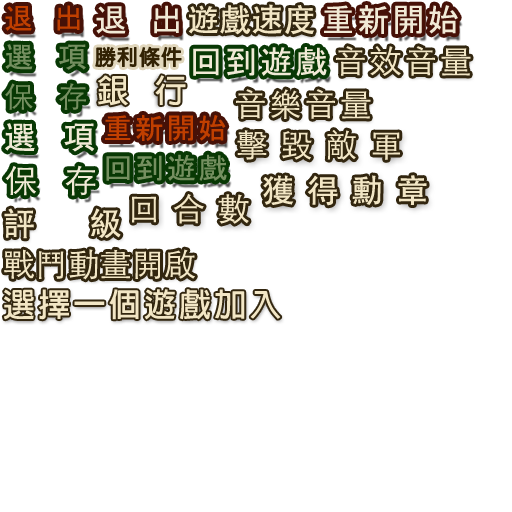 退 出 退 出 遊戲速度 重新開始
選 項 勝利條件 回到遊戲 音效音量
保 存 銀 行 音樂音量
選 項 重新開始 擊毀敵軍
保 存 回到遊戲 獲得勳章
評 級 回合數
戰鬥動畫開啟
選擇一個遊戲加入